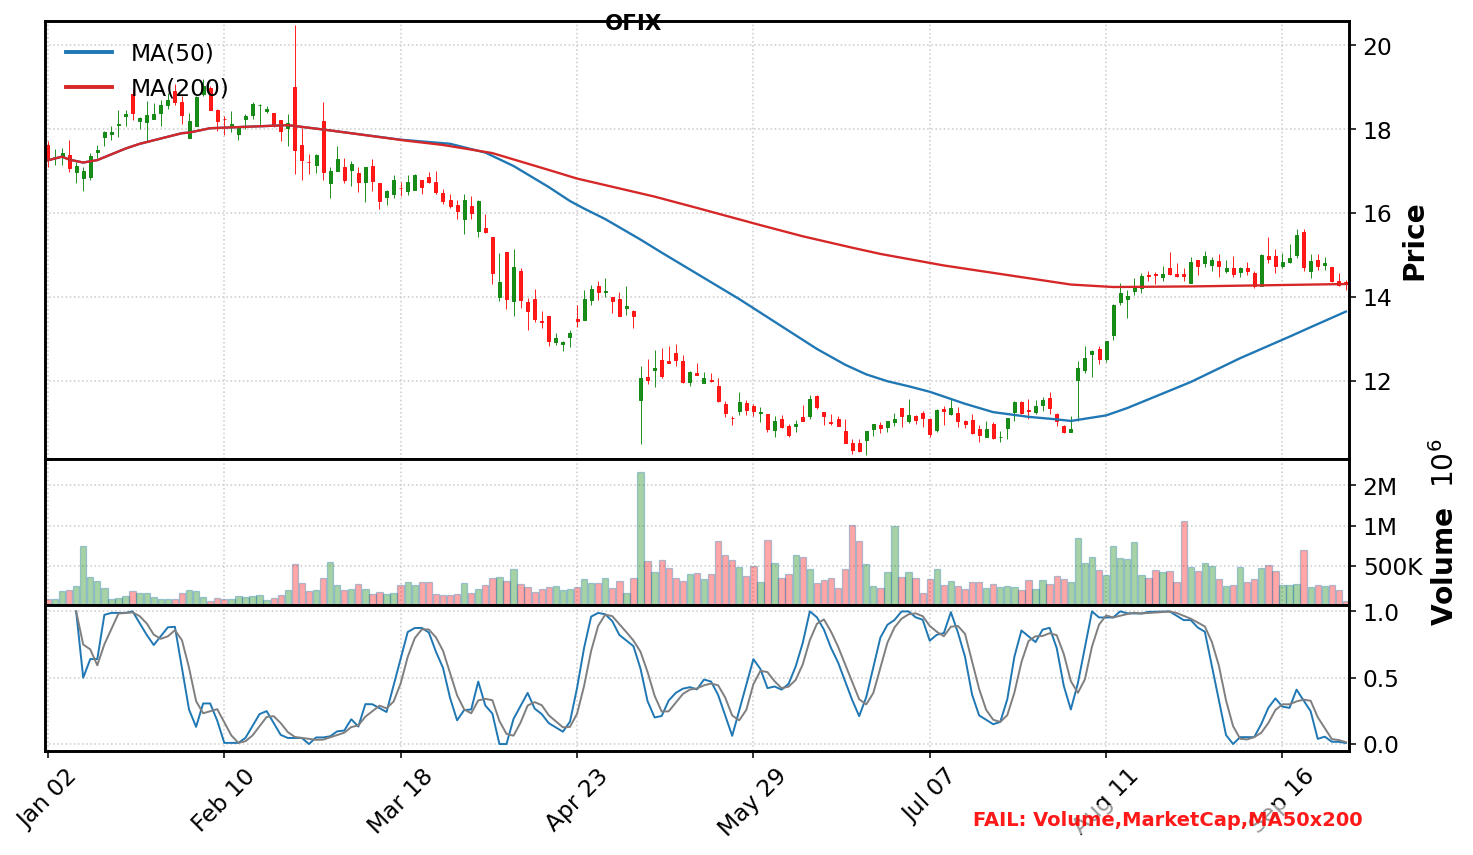 OFIX
MA(50)
MA(200)
20
18
16
14
12
Price
2M
1M
500K
Volume 10⁶
1.0
0.5
0.0
Jan 02
Feb 10
Mar 18
Apr 23
May 29
Jul 07
Aug 11
Sep 16
FAIL: Volume,MarketCap,MA50x200